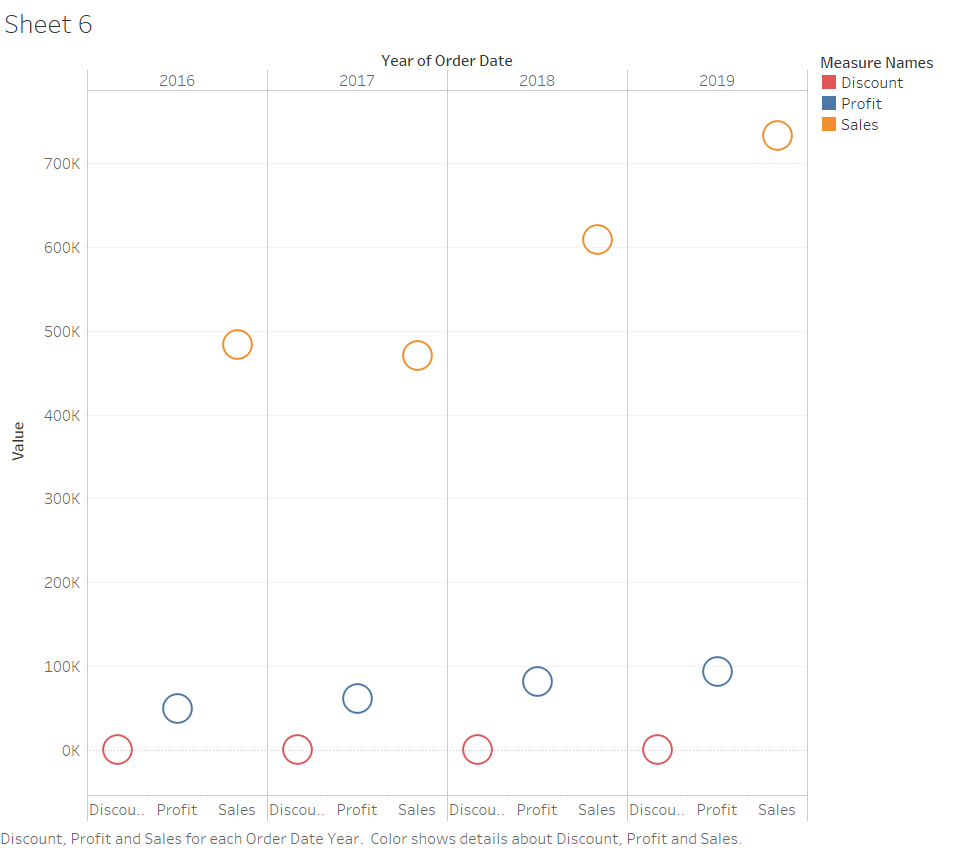 Sheet 6
Year of Order Date
2016 2017 2018 2019
Measure Names
Discount
Profit
Sales
700K
600K
500K
400K
300K
200K
100K
0K
Value
Discou.. Profit Sales Discou.. Profit Sales Discou.. Profit Sales Discou.. Profit Sales
Discount, Profit and Sales for each Order Date Year. Color shows details about Discount, Profit and Sales.